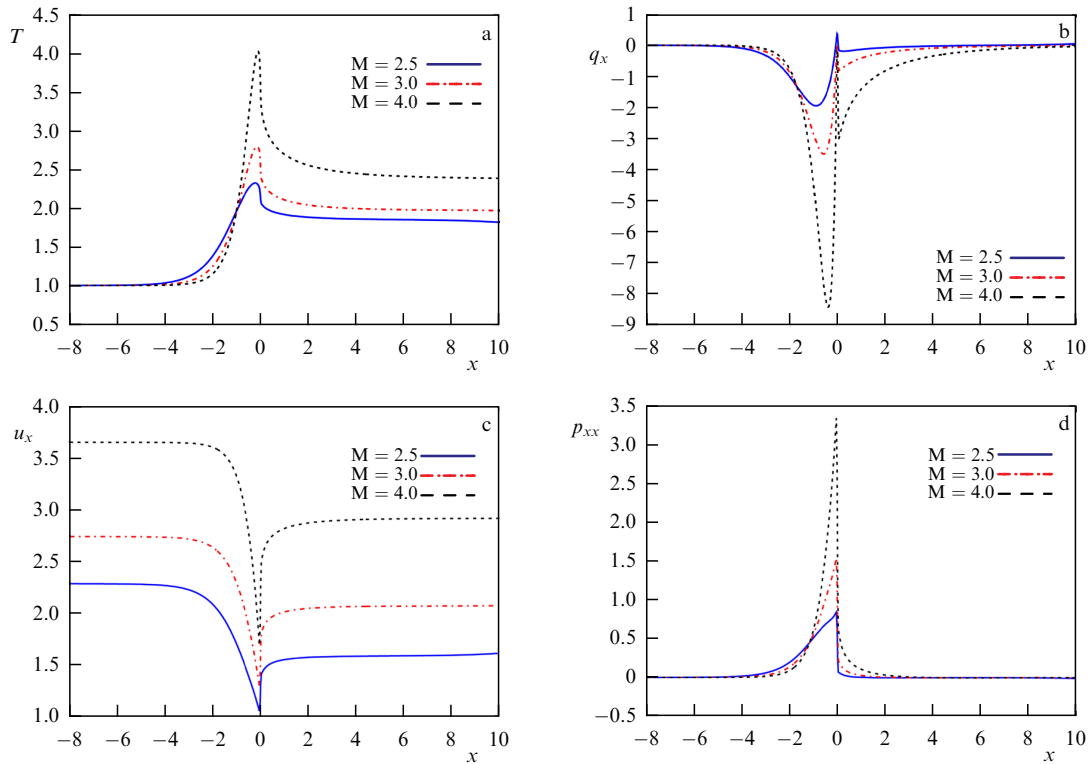 T
a
4.5
4.0
3.5
3.0
2.5
2.0
1.5
1.0
0.5
M = 2.5
M = 3.0
M = 4.0
−8 −6 −4 −2 0 2 4 6 8 10
x
q_x
b
1
0
−1
−2
−3
−4
−5
−6
−7
−8
−9
M = 2.5
M = 3.0
M = 4.0
−8 −6 −4 −2 0 2 4 6 8 10
x
u_x
c
4.0
3.5
3.0
2.5
2.0
1.5
1.0
M = 2.5
M = 3.0
M = 4.0
−8 −6 −4 −2 0 2 4 6 8 10
x
p_xx
d
3.5
3.0
2.5
2.0
1.5
1.0
0.5
0
−0.5
M = 2.5
M = 3.0
M = 4.0
−8 −6 −4 −2 0 2 4 6 8 10
x